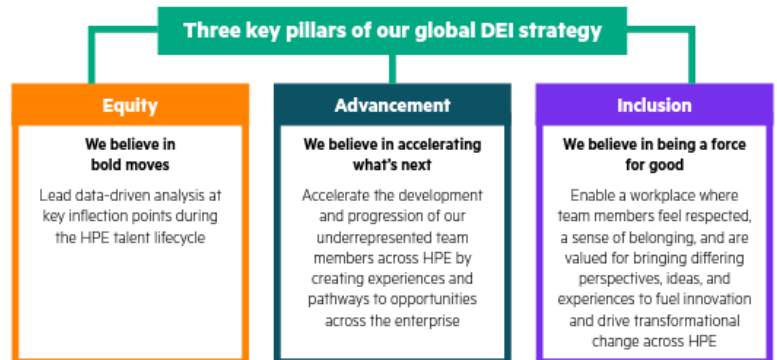 Three key pillars of our global DEI strategy
Equity
We believe in
bold moves
Lead data-driven analysis at
key inflection points during
the HPE talent lifecycle
Advancement
We believe in accelerating
what's next
Accelerate the development
and progression of our
underrepresented team
members across HPE by
creating experiences and
pathways to opportunities
across the enterprise
Inclusion
We believe in being a force
for good
Enable a workplace where
team members feel respected,
a sense of belonging, and are
valued for bringing differing
perspectives, ideas, and
experiences to fuel innovation
and drive transformational
change across HPE